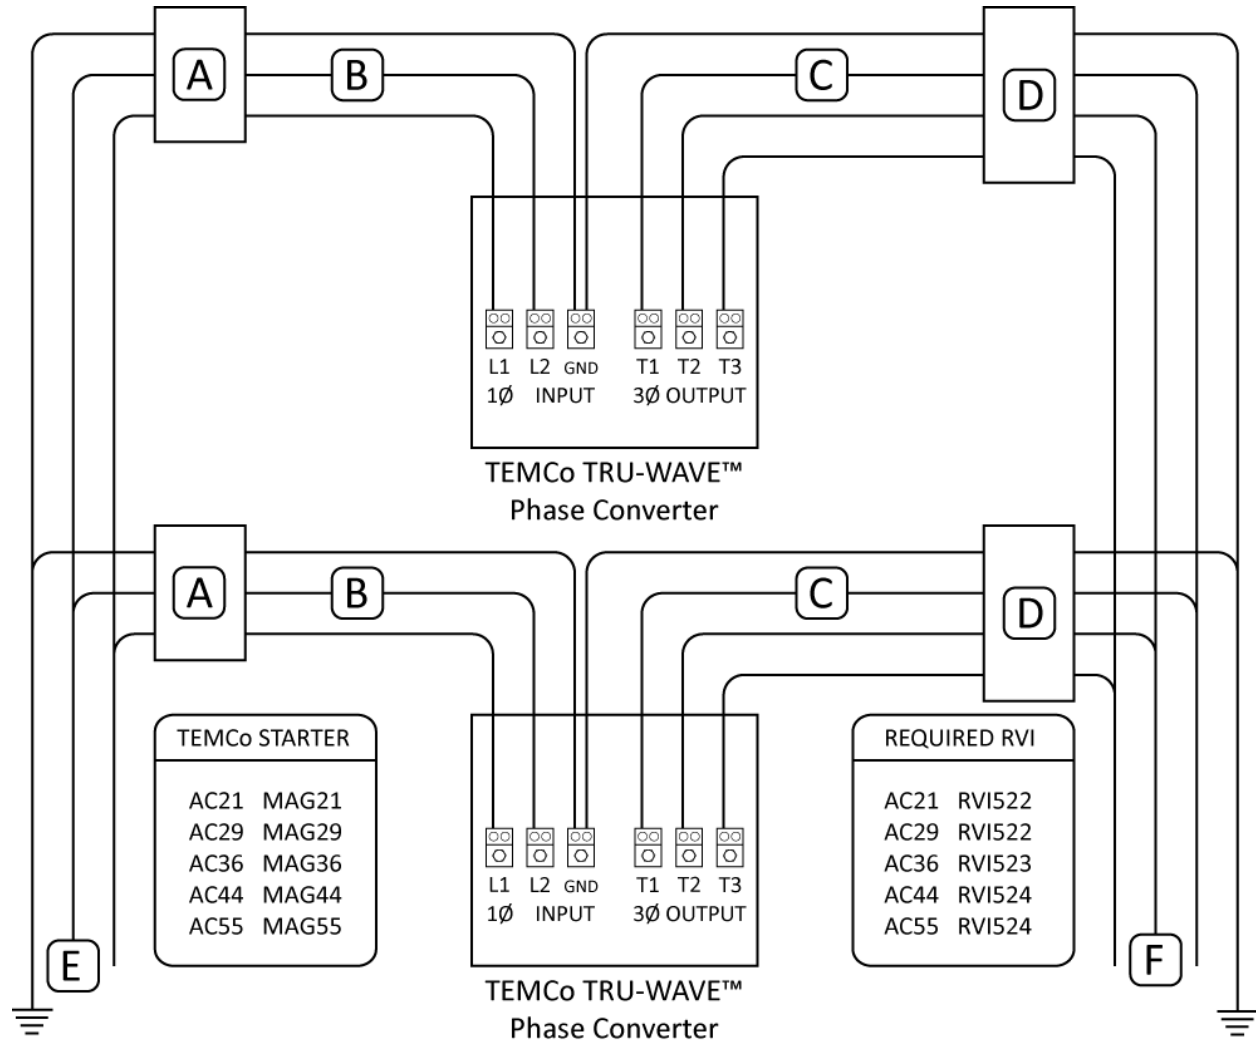 A
B
C
D
L1 L2 GND T1 T2 T3
1Ø INPUT 3Ø OUTPUT
TEMCo TRU-WAVE™
Phase Converter
A
B
C
D
TEMCo STARTER
AC21 MAG21
AC29 MAG29
AC36 MAG36
AC44 MAG44
AC55 MAG55
L1 L2 GND T1 T2 T3
1Ø INPUT 3Ø OUTPUT
TEMCo TRU-WAVE™
Phase Converter
REQUIRED RVI
AC21 RVI522
AC29 RVI522
AC36 RVI523
AC44 RVI524
AC55 RVI524
E
F